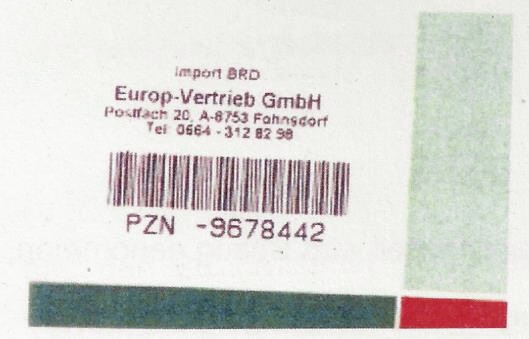 Import BRD
Europ-Vertrieb GmbH
Postfach 20, A-8753 Fohnsdorf
Tel: 0664 - 312 82 98
PZN -9678442